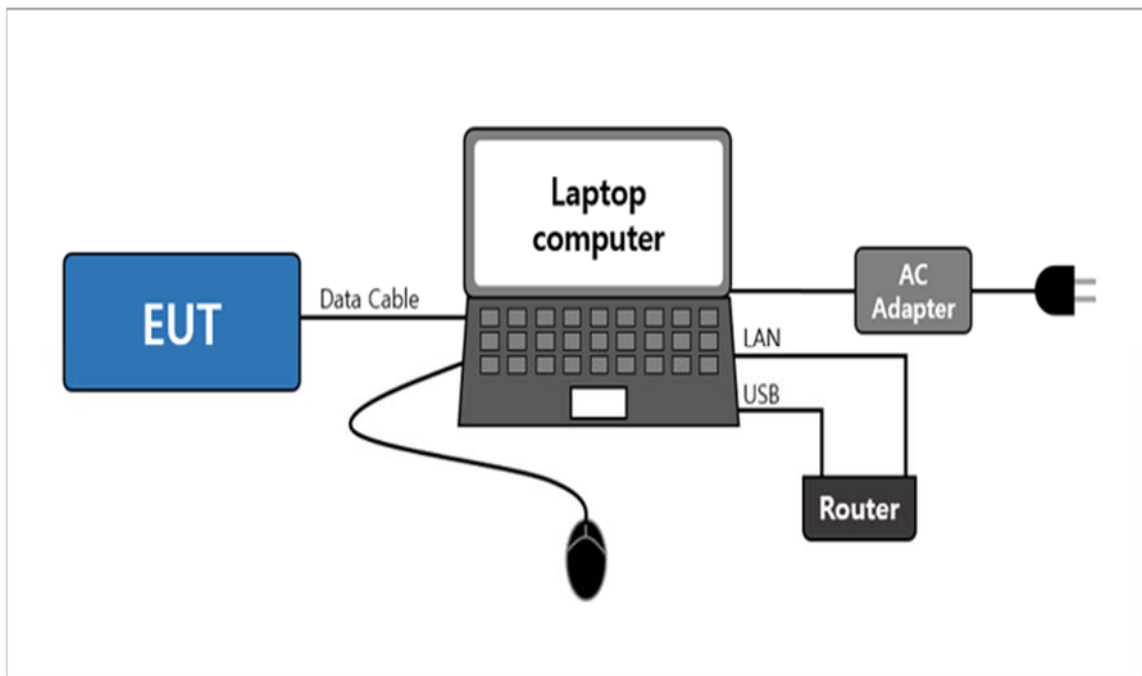 Laptop
computer
EUT
Data Cable
AC
Adapter
LAN
USB
Router